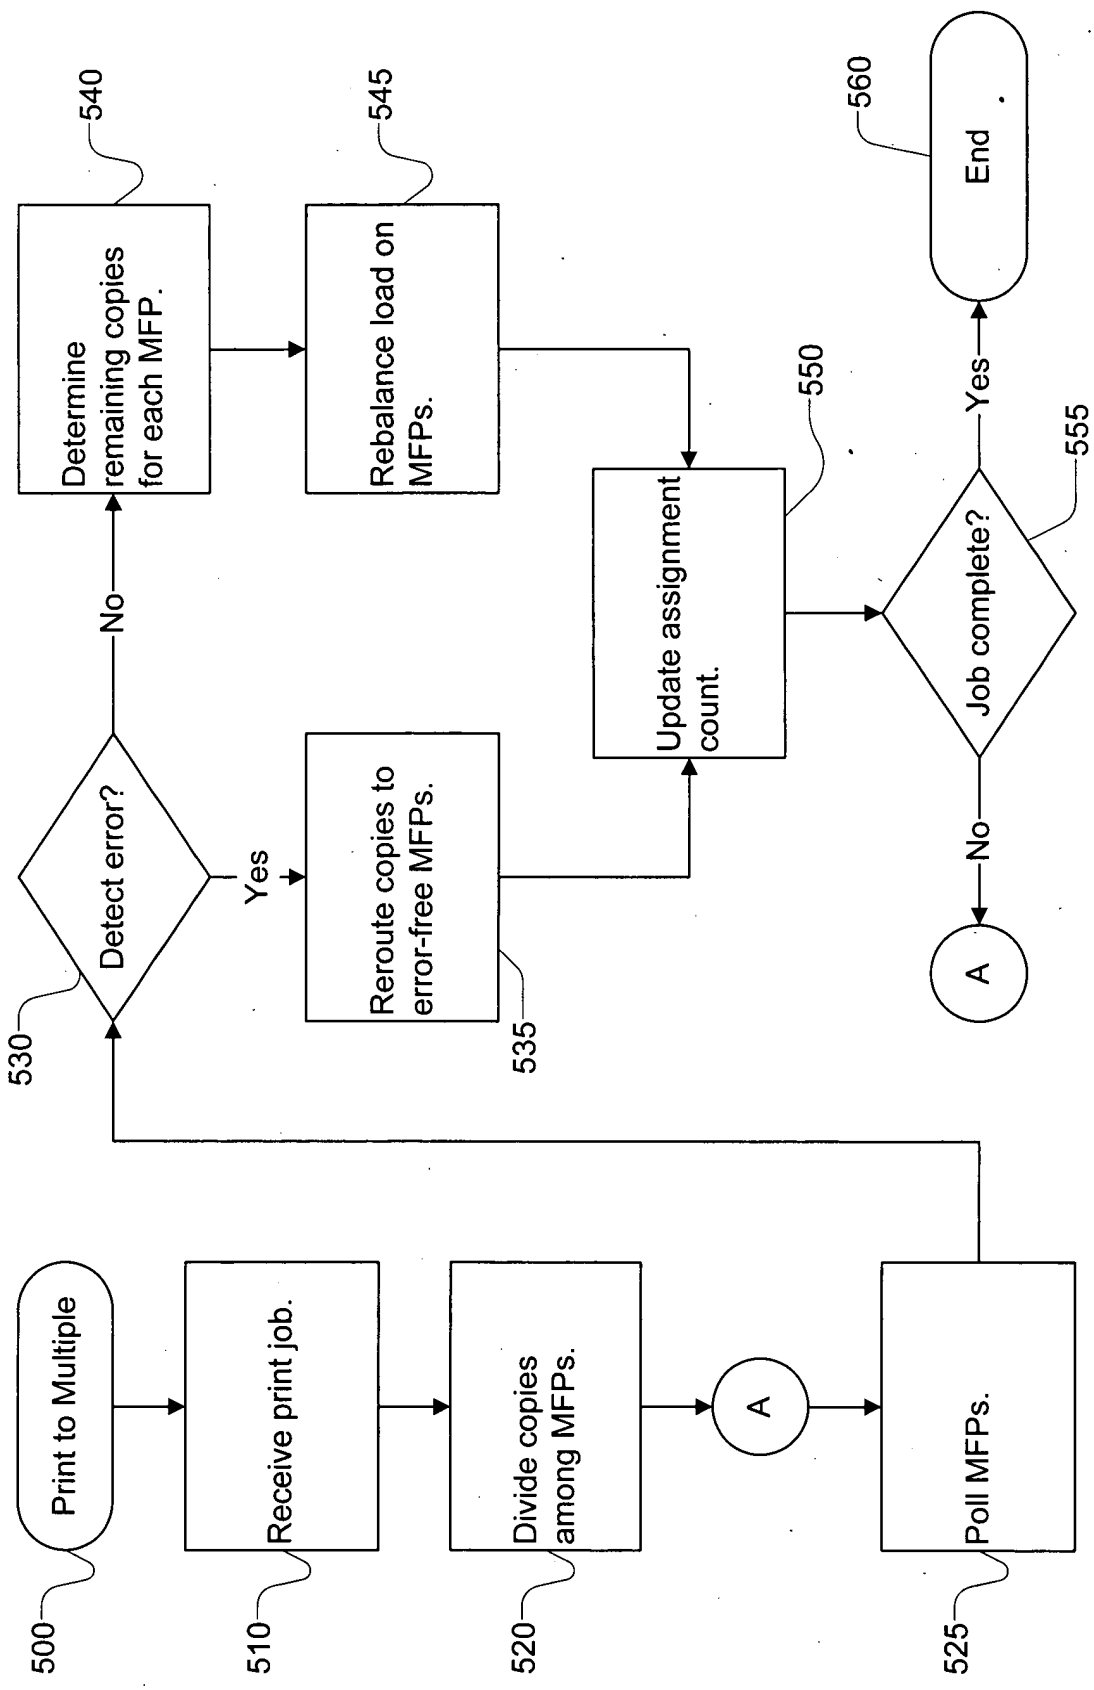 500
Print to Multiple
510
Receive print job.
520
Divide copies
among MFPs.
A
525
Poll MFPs.
530
Detect error?
Yes
No
535
Reroute copies to
error-free MFPs.
540
Determine
remaining copies
for each MFP.
545
Rebalance load on
MFPs.
550
Update assignment
count.
555
Job complete?
No
A
Yes
560
End